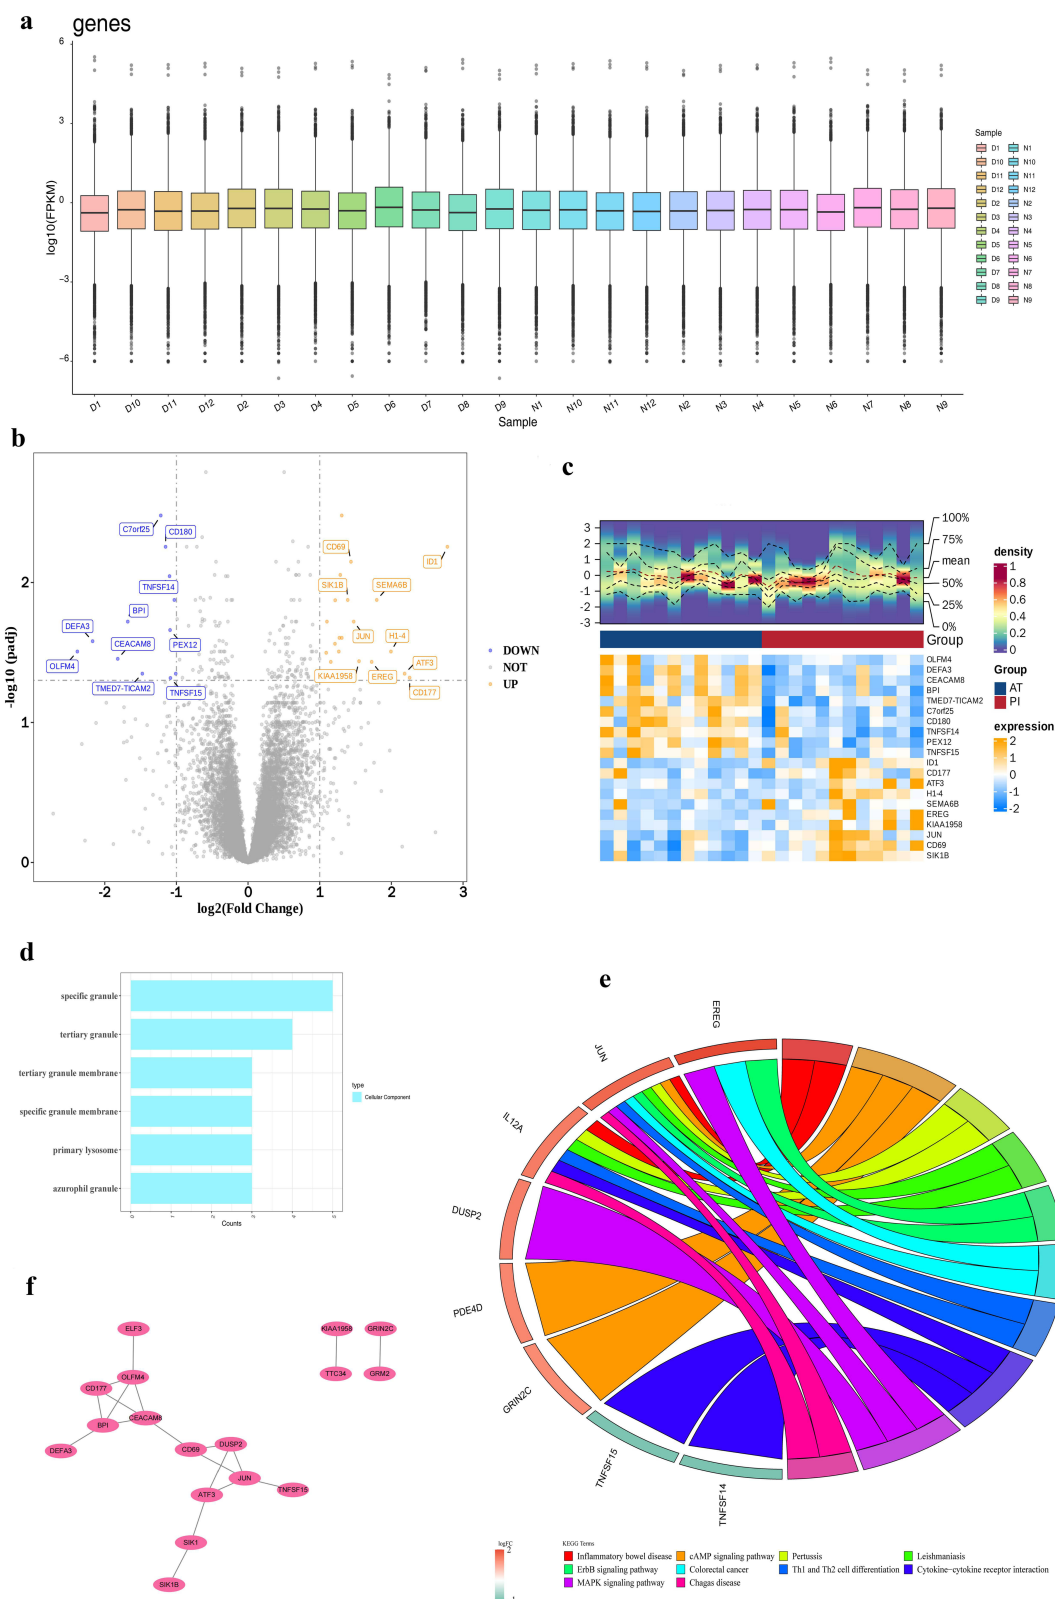 a
genes
6
3
0
−3
−6
log10(FPKM)
D1 D10 D11 D12 D2 D3 D4 D5 D6 D7 D8 D9 N1 N10 N11 N12 N2 N3 N4 N5 N6 N7 N8 N9
Sample
Sample
D1 N1
D10 N10
D11 N11
D12 N12
D2 N2
D3 N3
D4 N4
D5 N5
D6 N6
D7 N7
D8 N8
D9 N9
b
-log10 (padj)
2
1
0
-2 -1 0 1 2 3
log2(Fold Change)
C7orf25
CD180
TNFSF14
BPI
DEFA3
CEACAM8
PEX12
OLFM4
TMED7-TICAM2
TNFSF15
CD69
ID1
SIK1B
SEMA6B
JUN
H1-4
ATF3
KIAA1958
EREG
CD177
DOWN
NOT
UP
c
3
2
1
0
-1
-2
-3
100%
75%
mean
50%
25%
0%
Group
OLFM4
DEFA3
CEACAM8
BPI
TMED7-TICAM2
C7orf25
CD180
TNFSF14
PEX12
TNFSF15
ID1
CD177
ATF3
H1-4
SEMA6B
EREG
KIAA1958
JUN
CD69
SIK1B
density
1
0.8
0.6
0.4
0.2
0
Group
AT
PI
expression
2
1
0
-1
-2
d
specific granule
tertiary granule
tertiary granule membrane
specific granule membrane
primary lysosome
azurophil granule
0 1 2 3 4 5
Counts
type
Cellular Component
e
EREG
JUN
IL12A
DUSP2
PDE4D
GRIN2C
TNFSF15
TNFSF14
logFC
2
KEGG Terms
Inflammatory bowel disease cAMP signaling pathway Pertussis Leishmaniasis
ErbB signaling pathway Colorectal cancer Th1 and Th2 cell differentiation Cytokine−cytokine receptor interaction
MAPK signaling pathway Chagas disease
f
ELF3
KIAA1958
GRIN2C
OLFM4
CD177
TTC34
GRM2
CEACAM8
BPI
DEFA3
CD69
DUSP2
JUN
TNFSF15
ATF3
SIK1
SIK1B